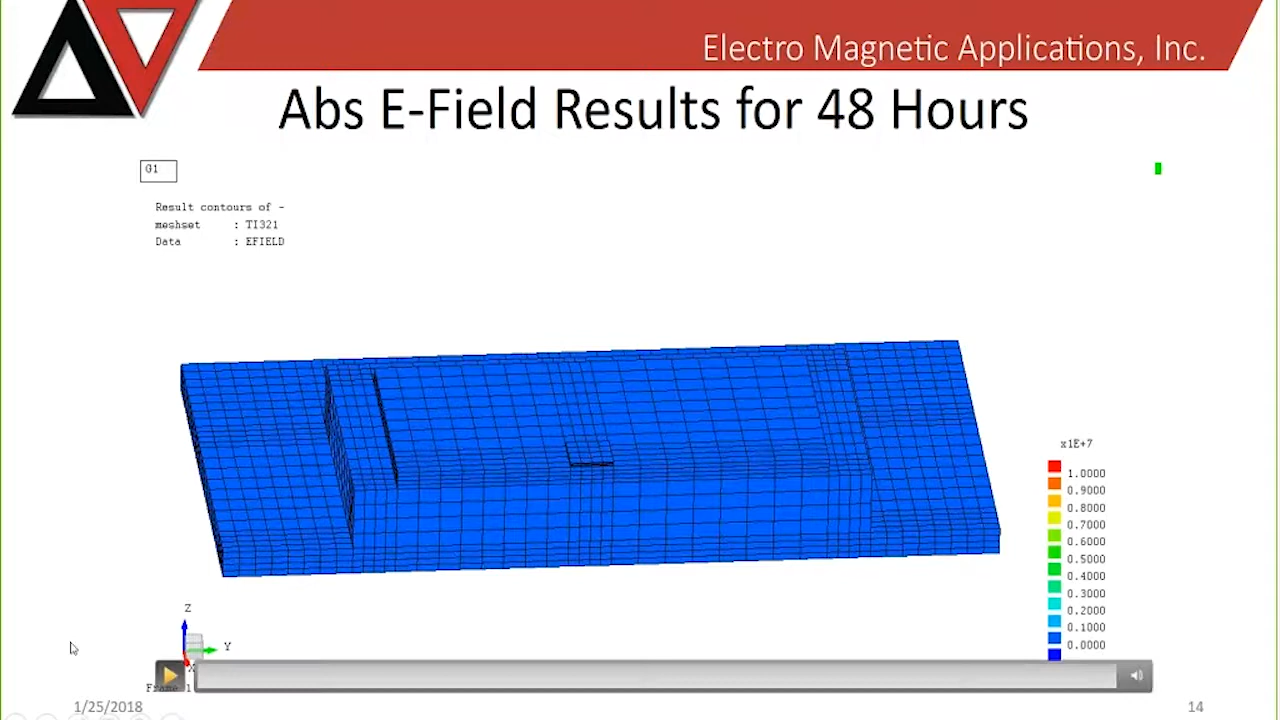 Electro Magnetic Applications, Inc.
Abs E-Field Results for 48 Hours
G1
Result contours of -
meshset : TI321
Data : EFIELD
x1E+7
1.0000
0.9000
0.8000
0.7000
0.6000
0.5000
0.4000
0.3000
0.2000
0.1000
0.0000
Z
Y
X
Frame 1
1/25/2018
14